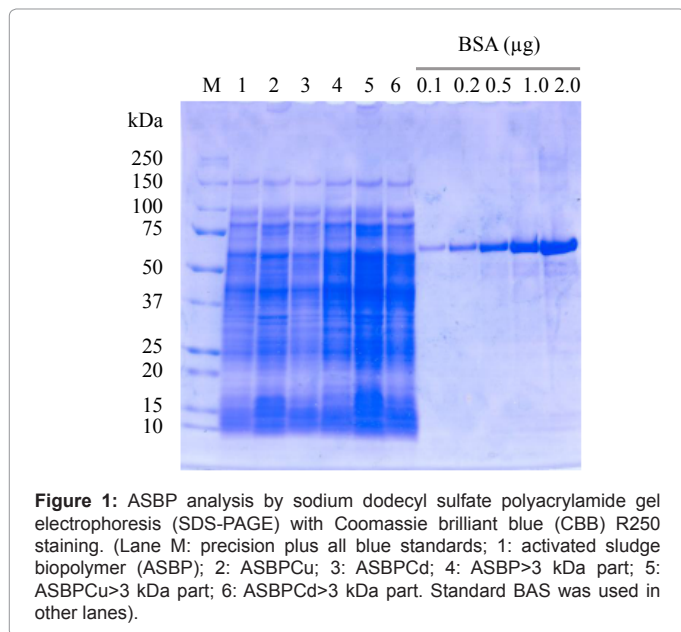 BSA (µg)
M 1 2 3 4 5 6 0.1 0.2 0.5 1.0 2.0
kDa
250
150
100
75
50
37
25
20
15
10
Figure 1: ASBP analysis by sodium dodecyl sulfate polyacrylamide gel
electrophoresis (SDS-PAGE) with Coomassie brilliant blue (CBB) R250
staining. (Lane M: precision plus all blue standards; 1: activated sludge
biopolymer (ASBP); 2: ASBPCu; 3: ASBPCd; 4: ASBP>3 kDa part; 5:
ASBPCu>3 kDa part; 6: ASBPCd>3 kDa part. Standard BAS was used in
other lanes).